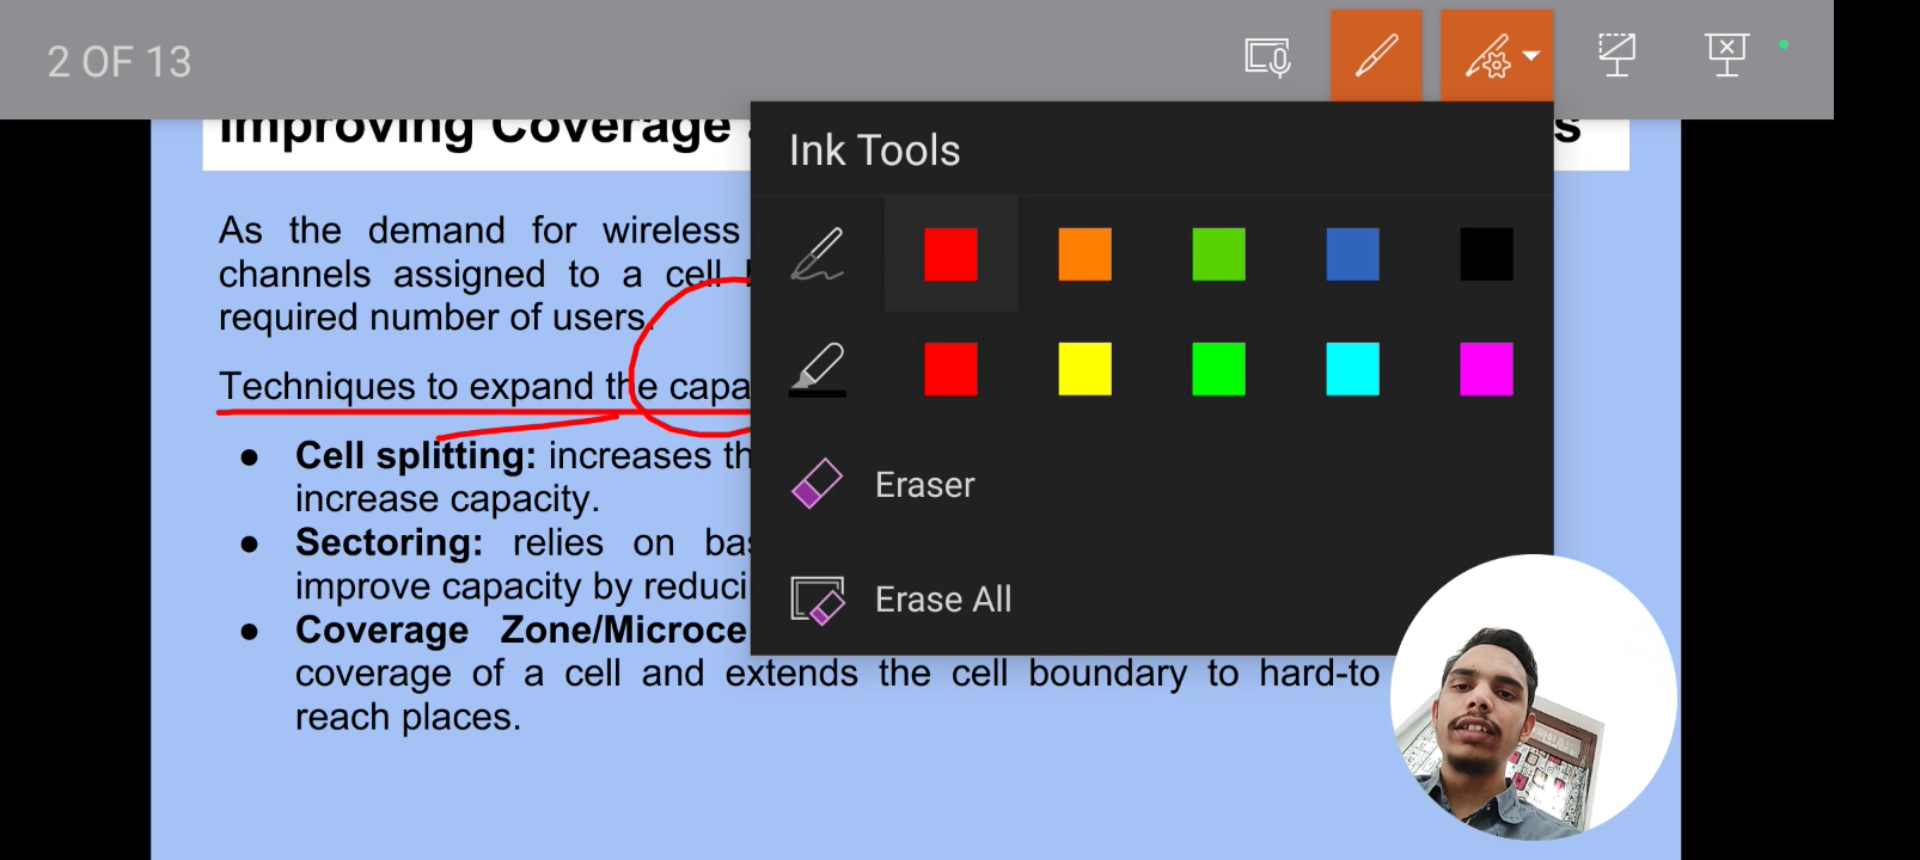 2 OF 13
Improving Coverage
Ink Tools
As the demand for wireless
channels assigned to a cell
required number of users.
Techniques to expand the capa
● Cell splitting: increases th
increase capacity.
● Sectoring: relies on bas
improve capacity by reduci
● Coverage Zone/Microce
coverage of a cell and extends the cell boundary to hard-to
reach places.
Eraser
Erase All